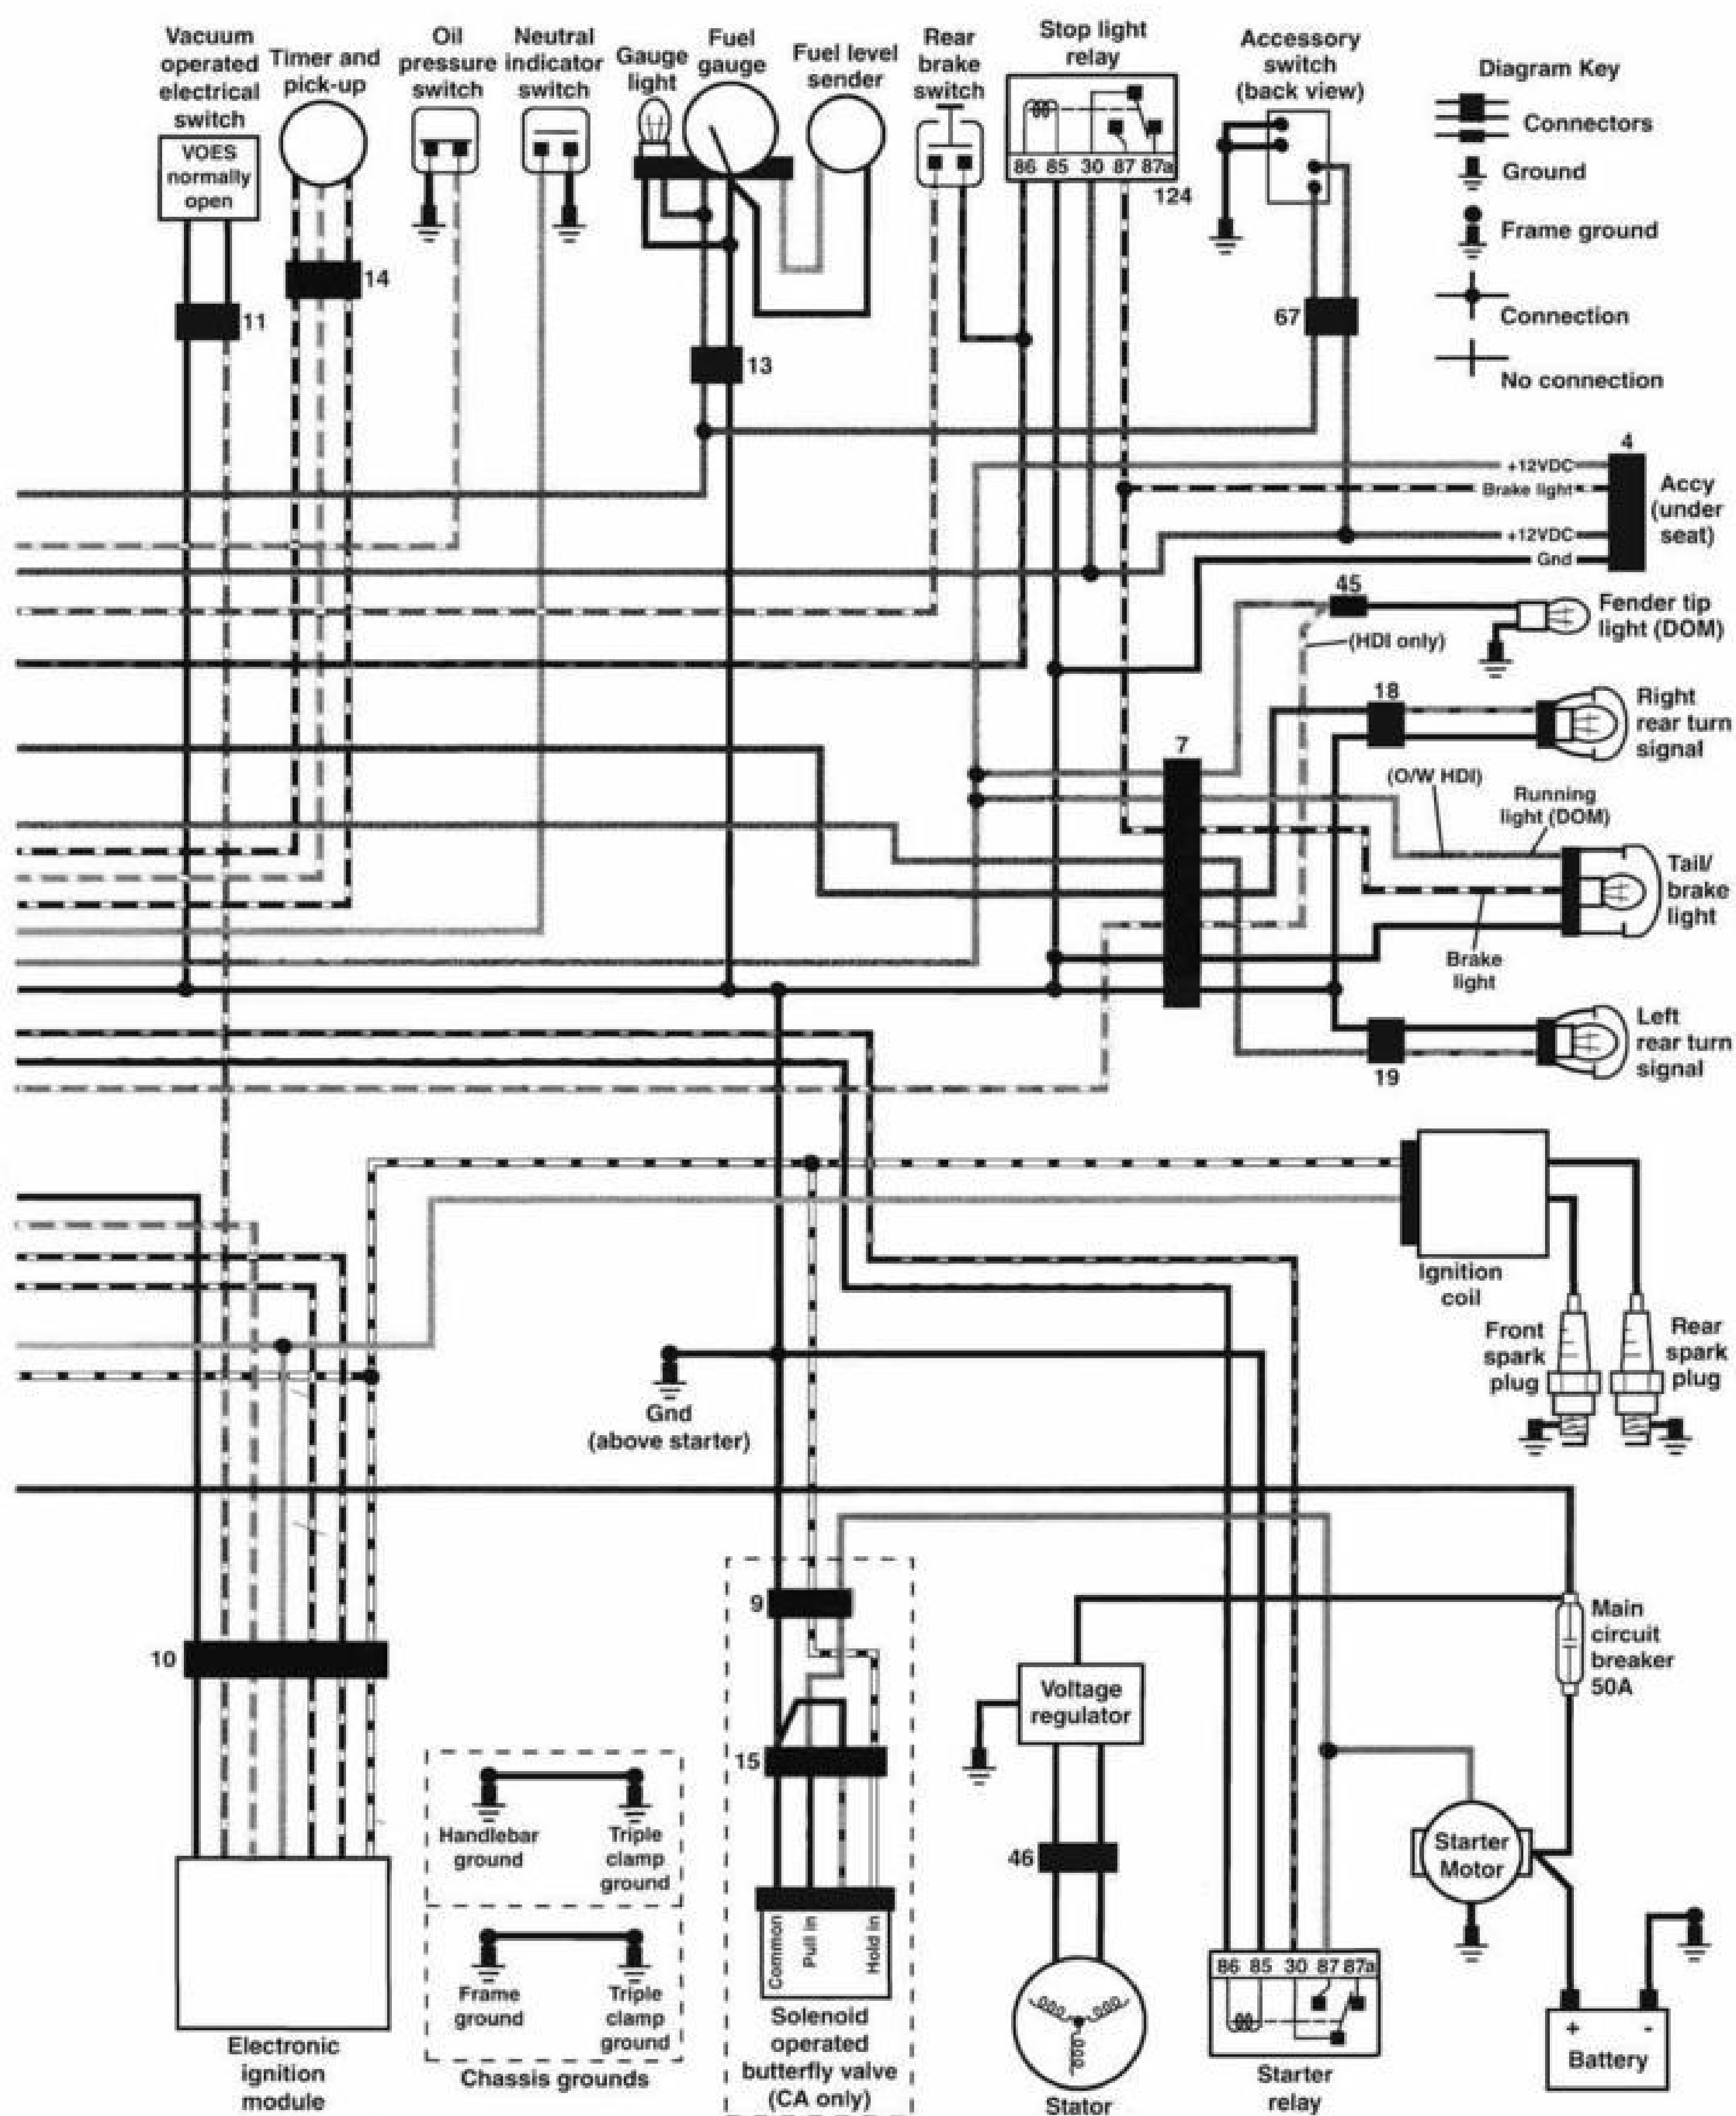 Vacuum
operated
electrical
switch
VOES
normally
open
Timer and
pick-up
Oil
pressure
switch
Neutral
indicator
switch
Gauge
light
Fuel
gauge
Fuel level
sender
Rear
brake
switch
Stop light
relay
86 85 30 87 87a
124
Accessory
switch
(back view)
Diagram Key
Connectors
Ground
Frame ground
Connection
No connection
14
11
13
67
4
+12VDC
Brake light
+12VDC
Gnd
Accy
(under
seat)
45
(HDI only)
Fender tip
light (DOM)
18
Right
rear turn
signal
7
(O/W HDI)
Running
light (DOM)
Tail/
brake
light
Brake
light
19
Left
rear turn
signal
Ignition
coil
Front
spark
plug
Rear
spark
plug
Gnd
(above starter)
9
10
15
Main
circuit
breaker
50A
Voltage
regulator
46
Handlebar
ground
Triple
clamp
ground
Frame
ground
Triple
clamp
ground
Chassis grounds
Common
Pull in
Hold in
Solenoid
operated
butterfly valve
(CA only)
Starter
Motor
86 85 30 87 87a
Starter
relay
Stator
+ -
Battery
Electronic
ignition
module